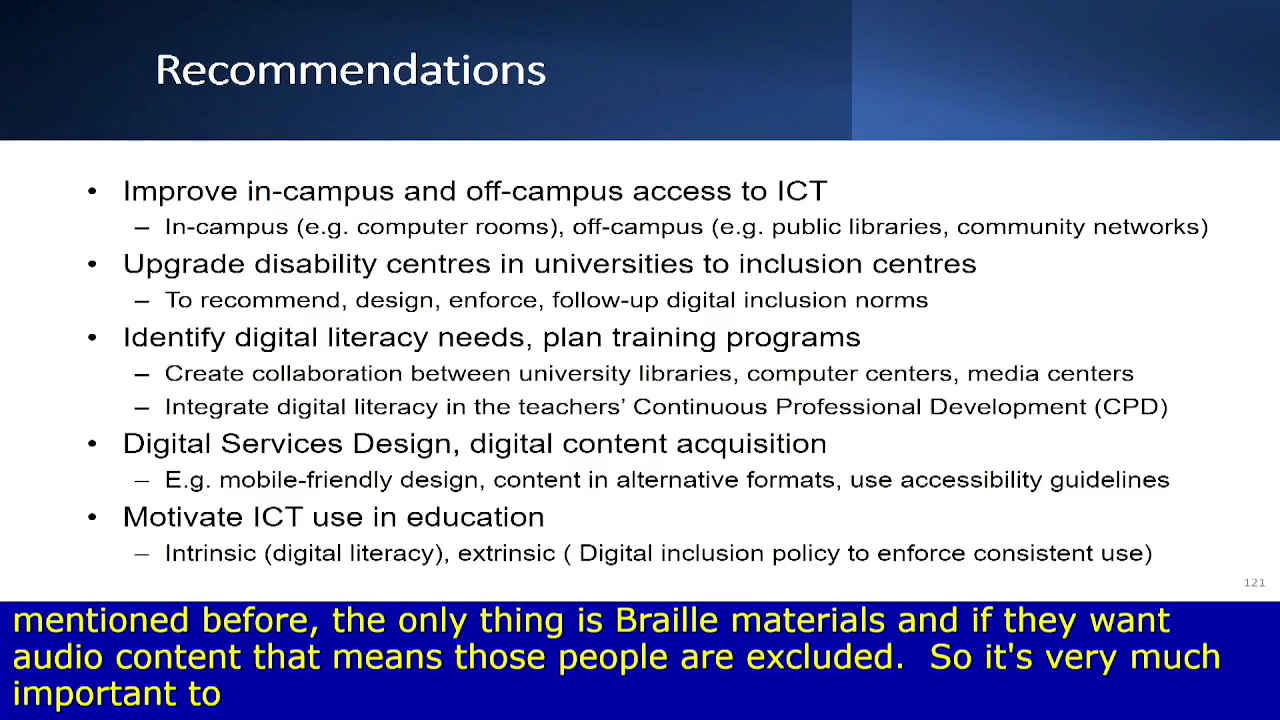 Recommendations
• Improve in-campus and off-campus access to ICT
– In-campus (e.g. computer rooms), off-campus (e.g. public libraries, community networks)
• Upgrade disability centres in universities to inclusion centres
– To recommend, design, enforce, follow-up digital inclusion norms
• Identify digital literacy needs, plan training programs
– Create collaboration between university libraries, computer centers, media centers
– Integrate digital literacy in the teachers’ Continuous Professional Development (CPD)
• Digital Services Design, digital content acquisition
– E.g. mobile-friendly design, content in alternative formats, use accessibility guidelines
• Motivate ICT use in education
– Intrinsic (digital literacy), extrinsic ( Digital inclusion policy to enforce consistent use)
121
mentioned before, the only thing is Braille materials and if they want
audio content that means those people are excluded.  So it's very much
important to